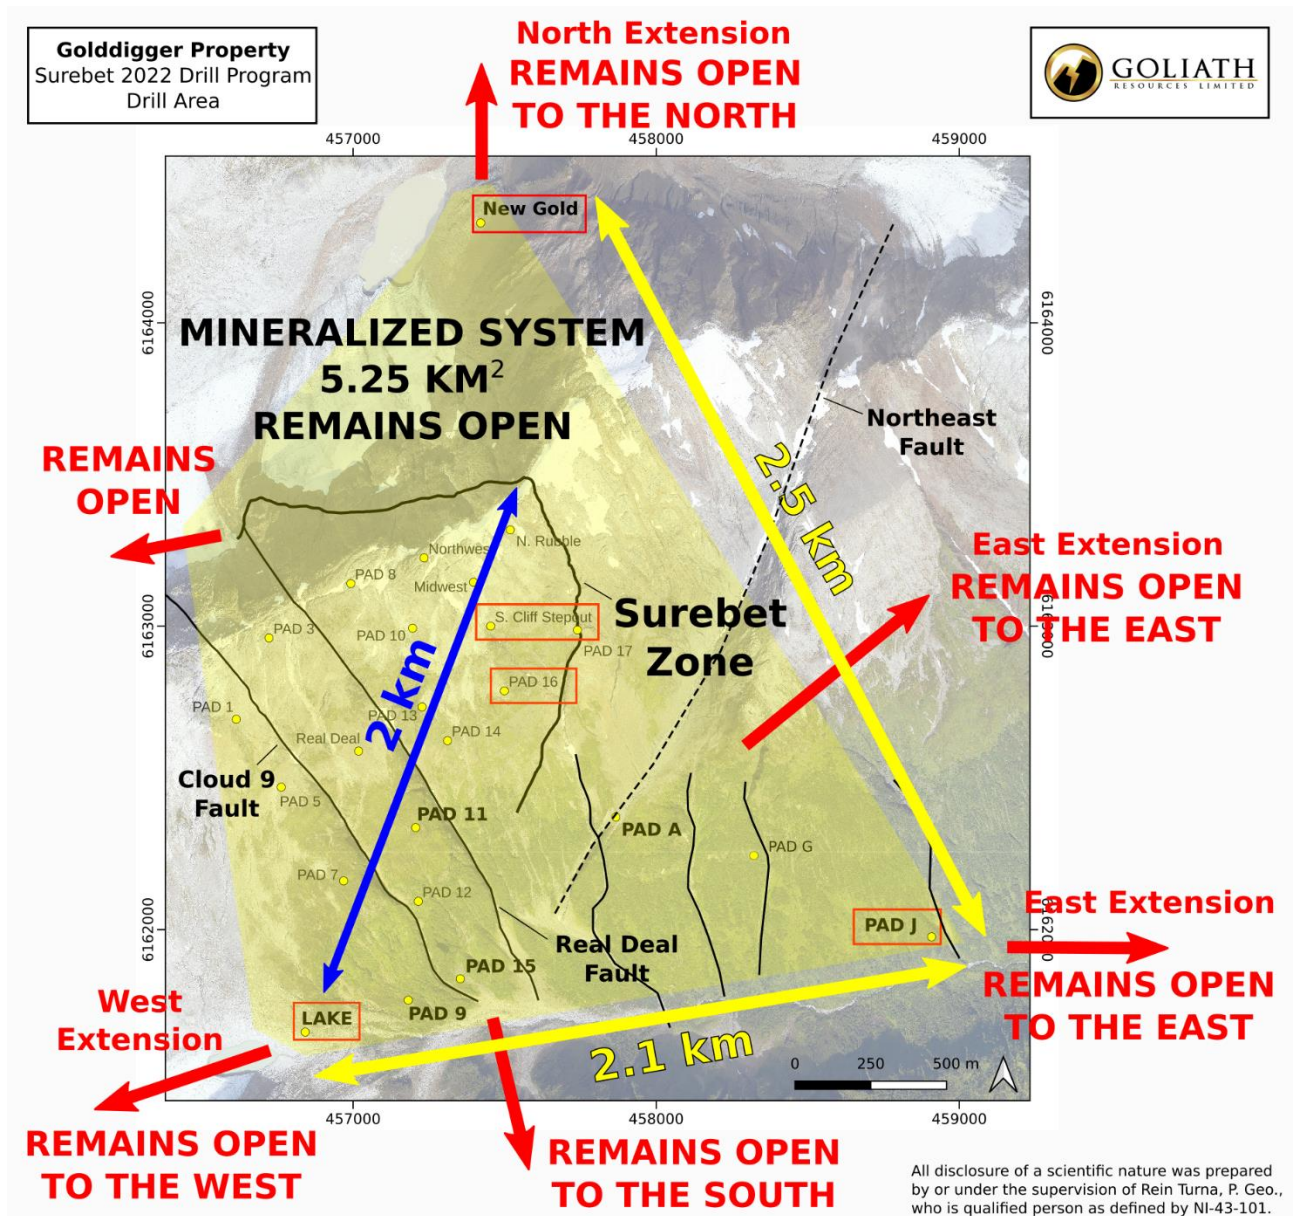 Golddigger Property
Surebet 2022 Drill Program
Drill Area
North Extension
REMAINS OPEN
TO THE NORTH
GOLIATH
RESOURCES LIMITED
457000
458000
459000
New Gold
6164000
6164000
MINERALIZED SYSTEM
5.25 KM²
REMAINS OPEN
Northeast
Fault
REMAINS
OPEN
2.5 km
N. Rubble
Northwest
PAD 8
Midwest
East Extension
REMAINS OPEN
TO THE EAST
S. Cliff Stepout
Surebet
Zone
6163000
6163000
PAD 3
PAD 10
PAD 17
2 km
PAD 16
PAD 1
PAD 13
PAD 14
Real Deal
Cloud 9
Fault
PAD 5
PAD 11
PAD A
PAD G
PAD 7
PAD 12
East Extension
REMAINS OPEN
TO THE EAST
PAD J
6162000
6162000
Real Deal
Fault
PAD 15
West
Extension
LAKE
PAD 9
2.1 km
0 250 500 m
457000
458000
459000
REMAINS OPEN
TO THE WEST
REMAINS OPEN
TO THE SOUTH
All disclosure of a scientific nature was prepared
by or under the supervision of Rein Turna, P. Geo.,
who is qualified person as defined by NI-43-101.